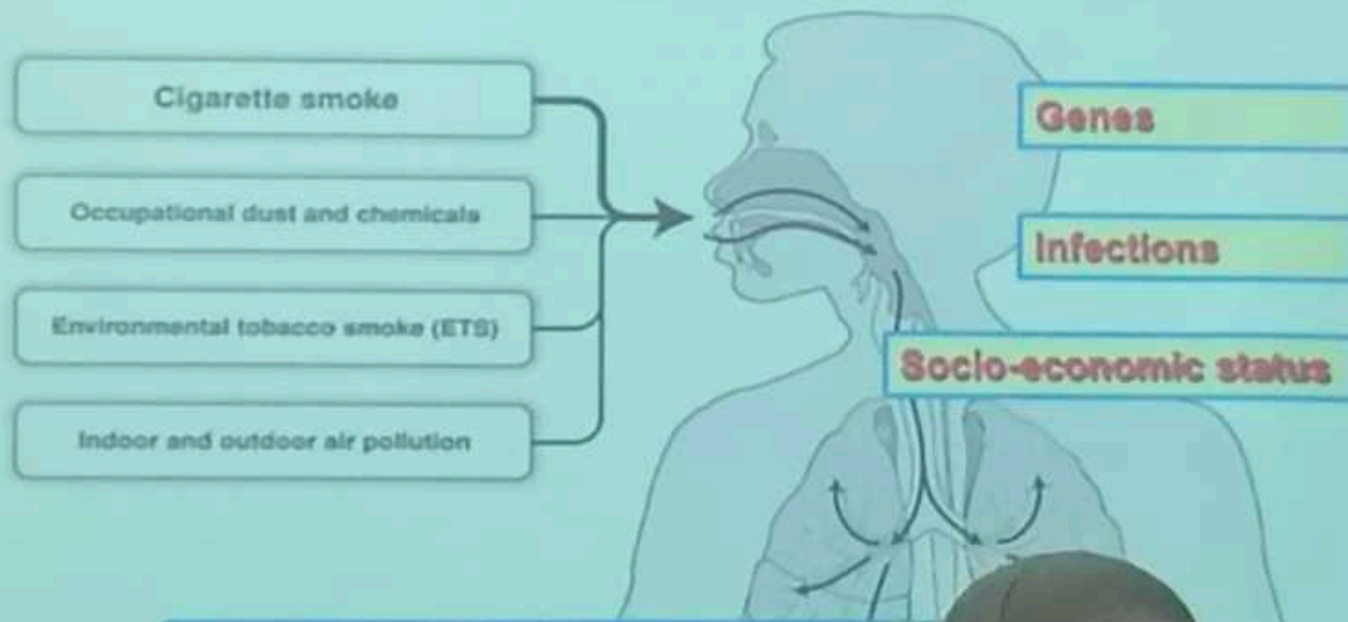 Cigarette smoke
Occupational dust and chemicals
Environmental tobacco smoke (ETS)
Indoor and outdoor air pollution
Genes
Infections
Socio-economic status